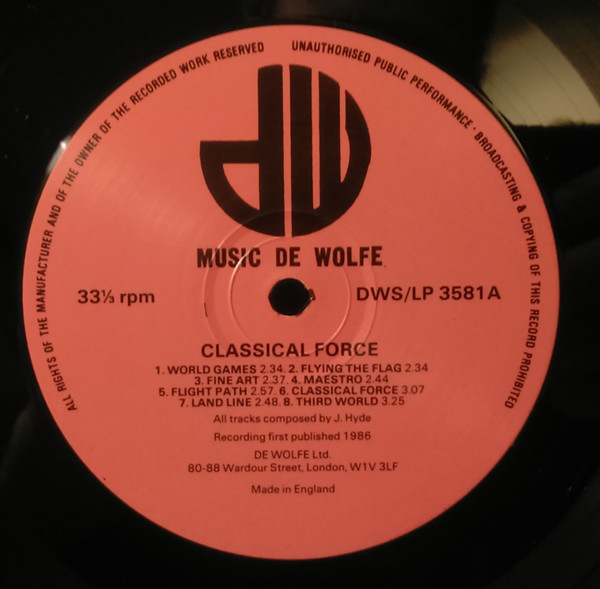 ALL RIGHTS OF THE MANUFACTURER AND OF THE OWNER OF THE RECORDED WORK RESERVED
UNAUTHORISED PUBLIC PERFORMANCE · BROADCASTING & COPYING OF THIS RECORD PROHIBITED
dW
MUSIC DE WOLFE
33⅓ rpm
DWS/LP 3581A
CLASSICAL FORCE
1. WORLD GAMES 2.34. 2. FLYING THE FLAG 2.34
3. FINE ART 2.37. 4. MAESTRO 2.44
5. FLIGHT PATH 2.57. 6. CLASSICAL FORCE 3.07
7. LAND LINE 2.48. 8. THIRD WORLD 3.25
All tracks composed by J. Hyde
Recording first published 1986
DE WOLFE Ltd.
80-88 Wardour Street, London, W1V 3LF
Made in England